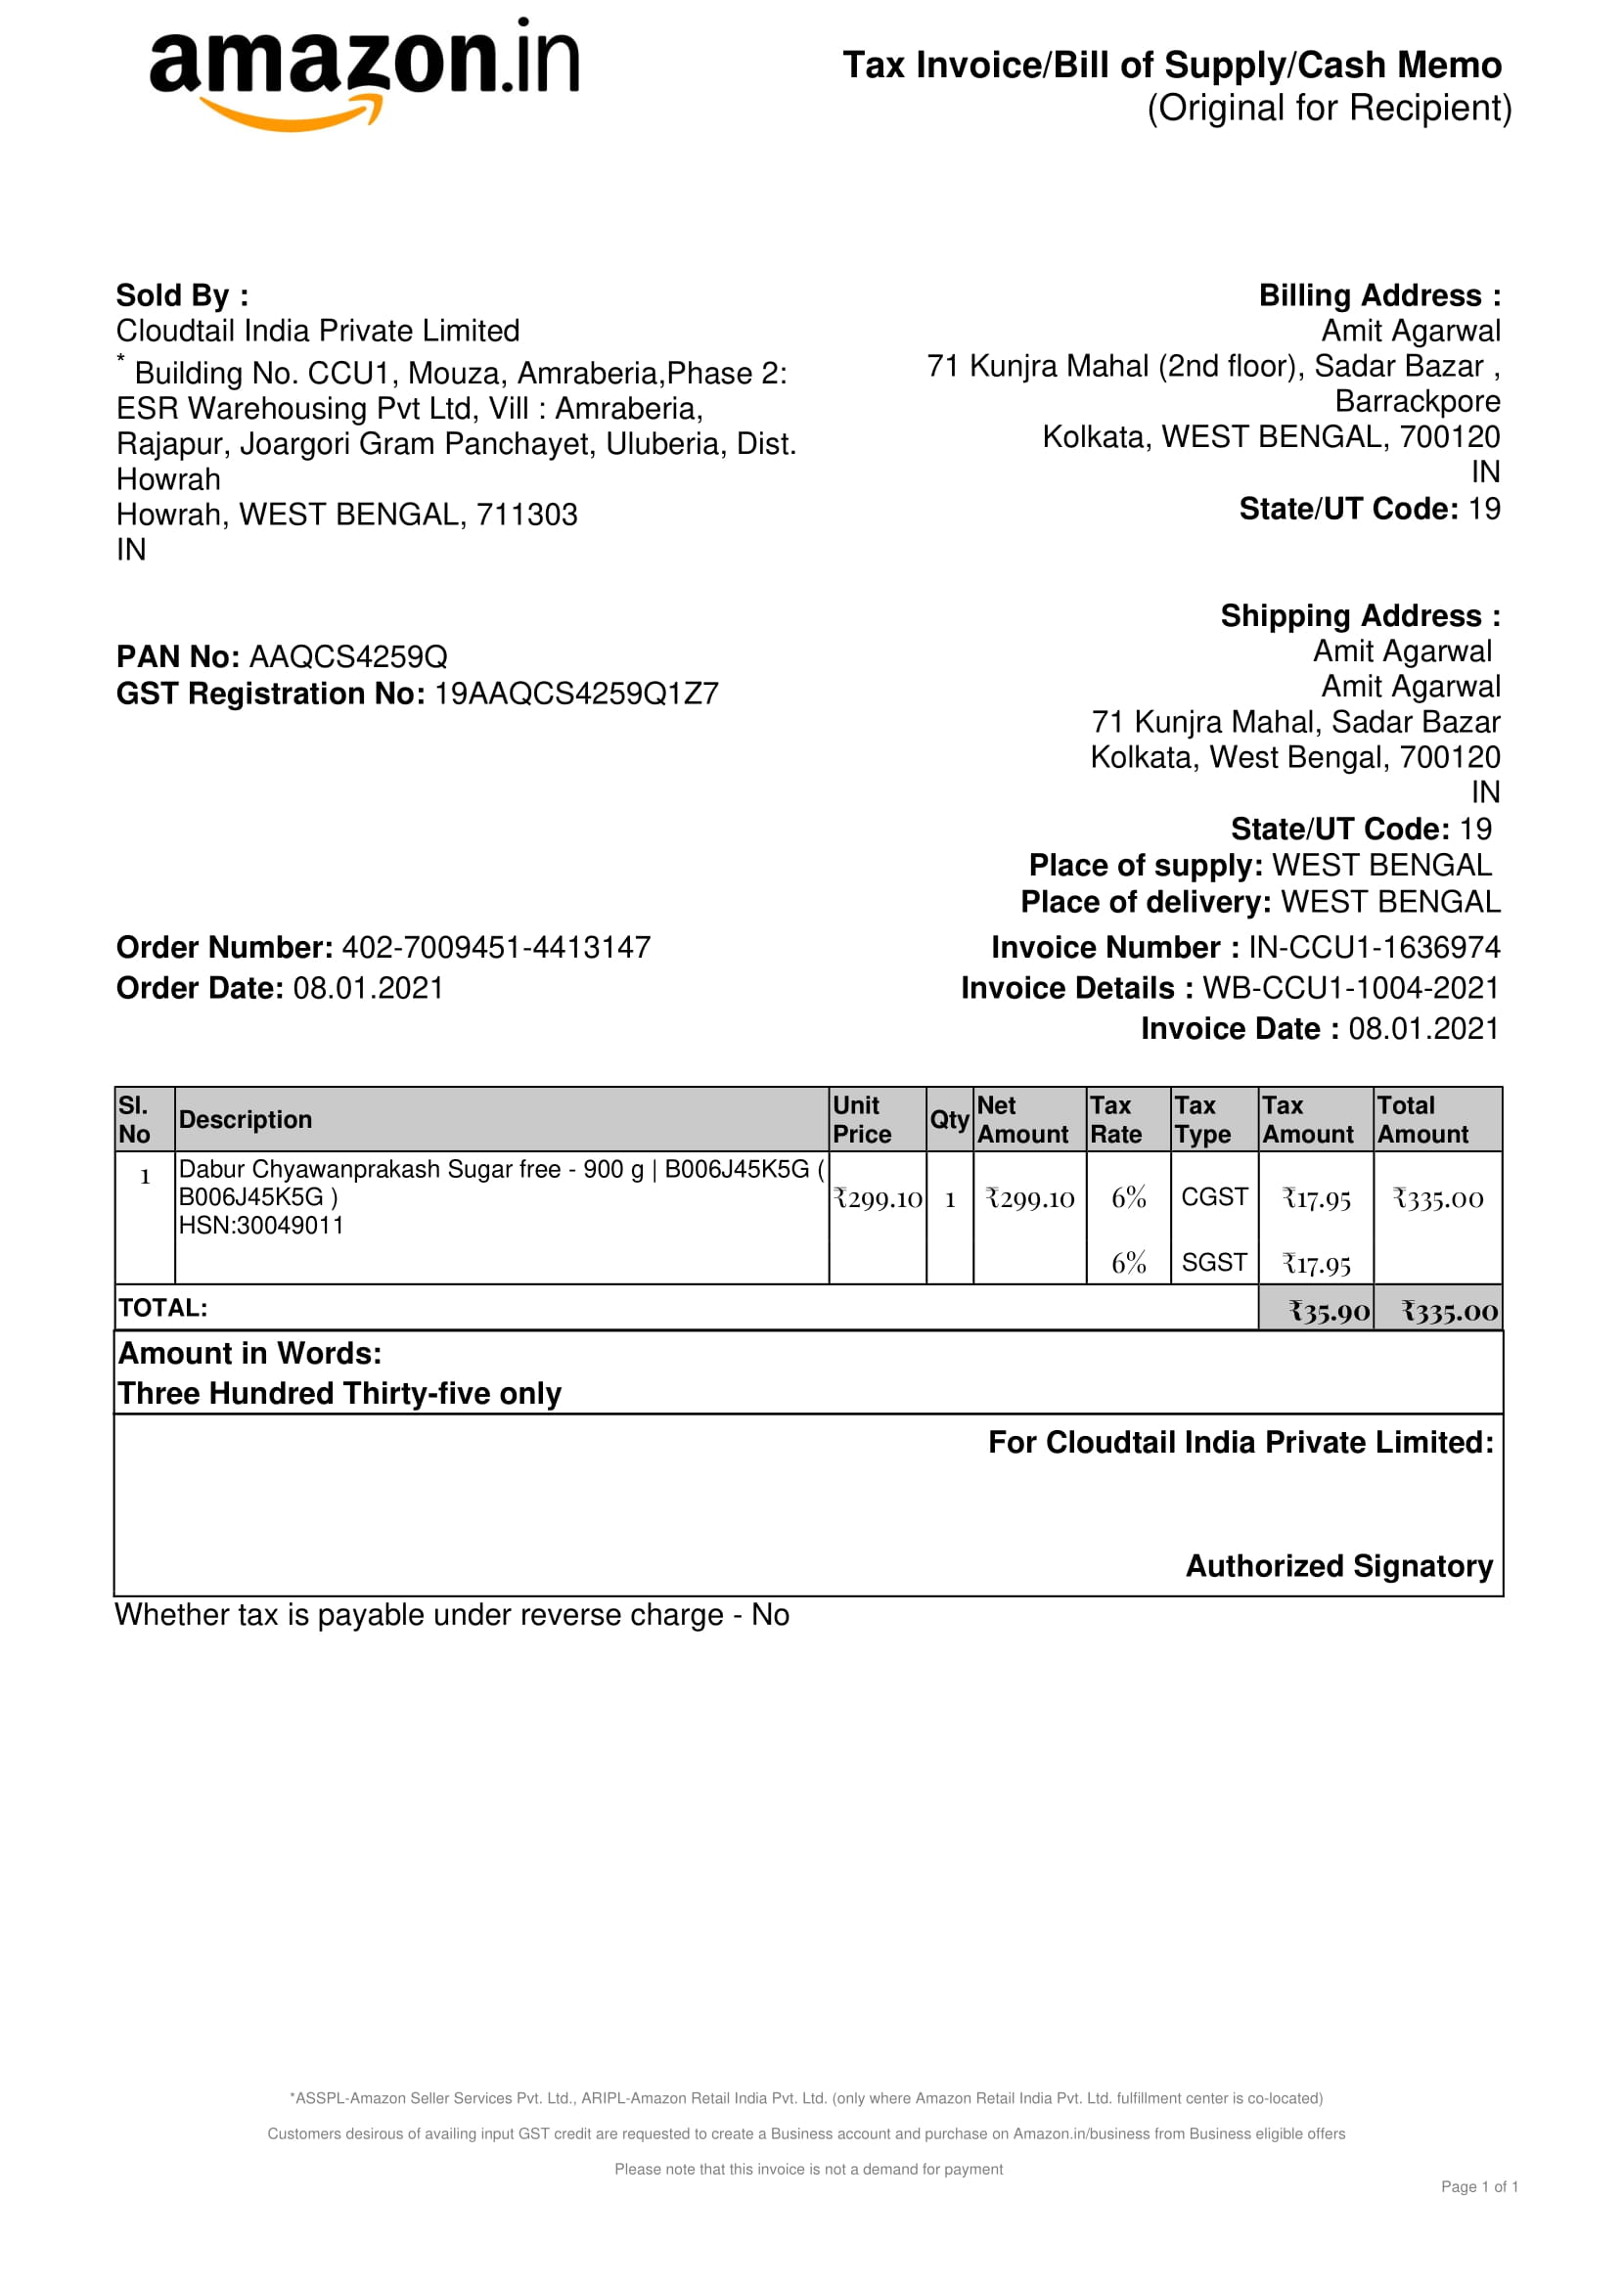 amazon.in
Tax Invoice/Bill of Supply/Cash Memo
(Original for Recipient)
Sold By :
Cloudtail India Private Limited
* Building No. CCU1, Mouza, Amraberia,Phase 2:
ESR Warehousing Pvt Ltd, Vill : Amraberia,
Rajapur, Joargori Gram Panchayet, Uluberia, Dist.
Howrah
Howrah, WEST BENGAL, 711303
IN
PAN No: AAQCS4259Q
GST Registration No: 19AAQCS4259Q1Z7
Billing Address :
Amit Agarwal
71 Kunjra Mahal (2nd floor), Sadar Bazar ,
Barrackpore
Kolkata, WEST BENGAL, 700120
IN
State/UT Code: 19
Shipping Address :
Amit Agarwal
Amit Agarwal
71 Kunjra Mahal, Sadar Bazar
Kolkata, West Bengal, 700120
IN
State/UT Code: 19
Place of supply: WEST BENGAL
Place of delivery: WEST BENGAL
Order Number: 402-7009451-4413147
Order Date: 08.01.2021
Invoice Number : IN-CCU1-1636974
Invoice Details : WB-CCU1-1004-2021
Invoice Date : 08.01.2021
Sl. No Description Unit Price Qty Net Amount Tax Rate Tax Type Tax Amount Total Amount
1 Dabur Chyawanprakash Sugar free - 900 g | B006J45K5G (
B006J45K5G ) ₹299.10 1 ₹299.10 6% CGST ₹17.95 ₹335.00
HSN:30049011
6% SGST ₹17.95
TOTAL: ₹35.90 ₹335.00
Amount in Words:
Three Hundred Thirty-five only
For Cloudtail India Private Limited:
Authorized Signatory
Whether tax is payable under reverse charge - No
*ASSPL-Amazon Seller Services Pvt. Ltd., ARIPL-Amazon Retail India Pvt. Ltd. (only where Amazon Retail India Pvt. Ltd. fulfillment center is co-located)
Customers desirous of availing input GST credit are requested to create a Business account and purchase on Amazon.in/business from Business eligible offers
Please note that this invoice is not a demand for payment
Page 1 of 1